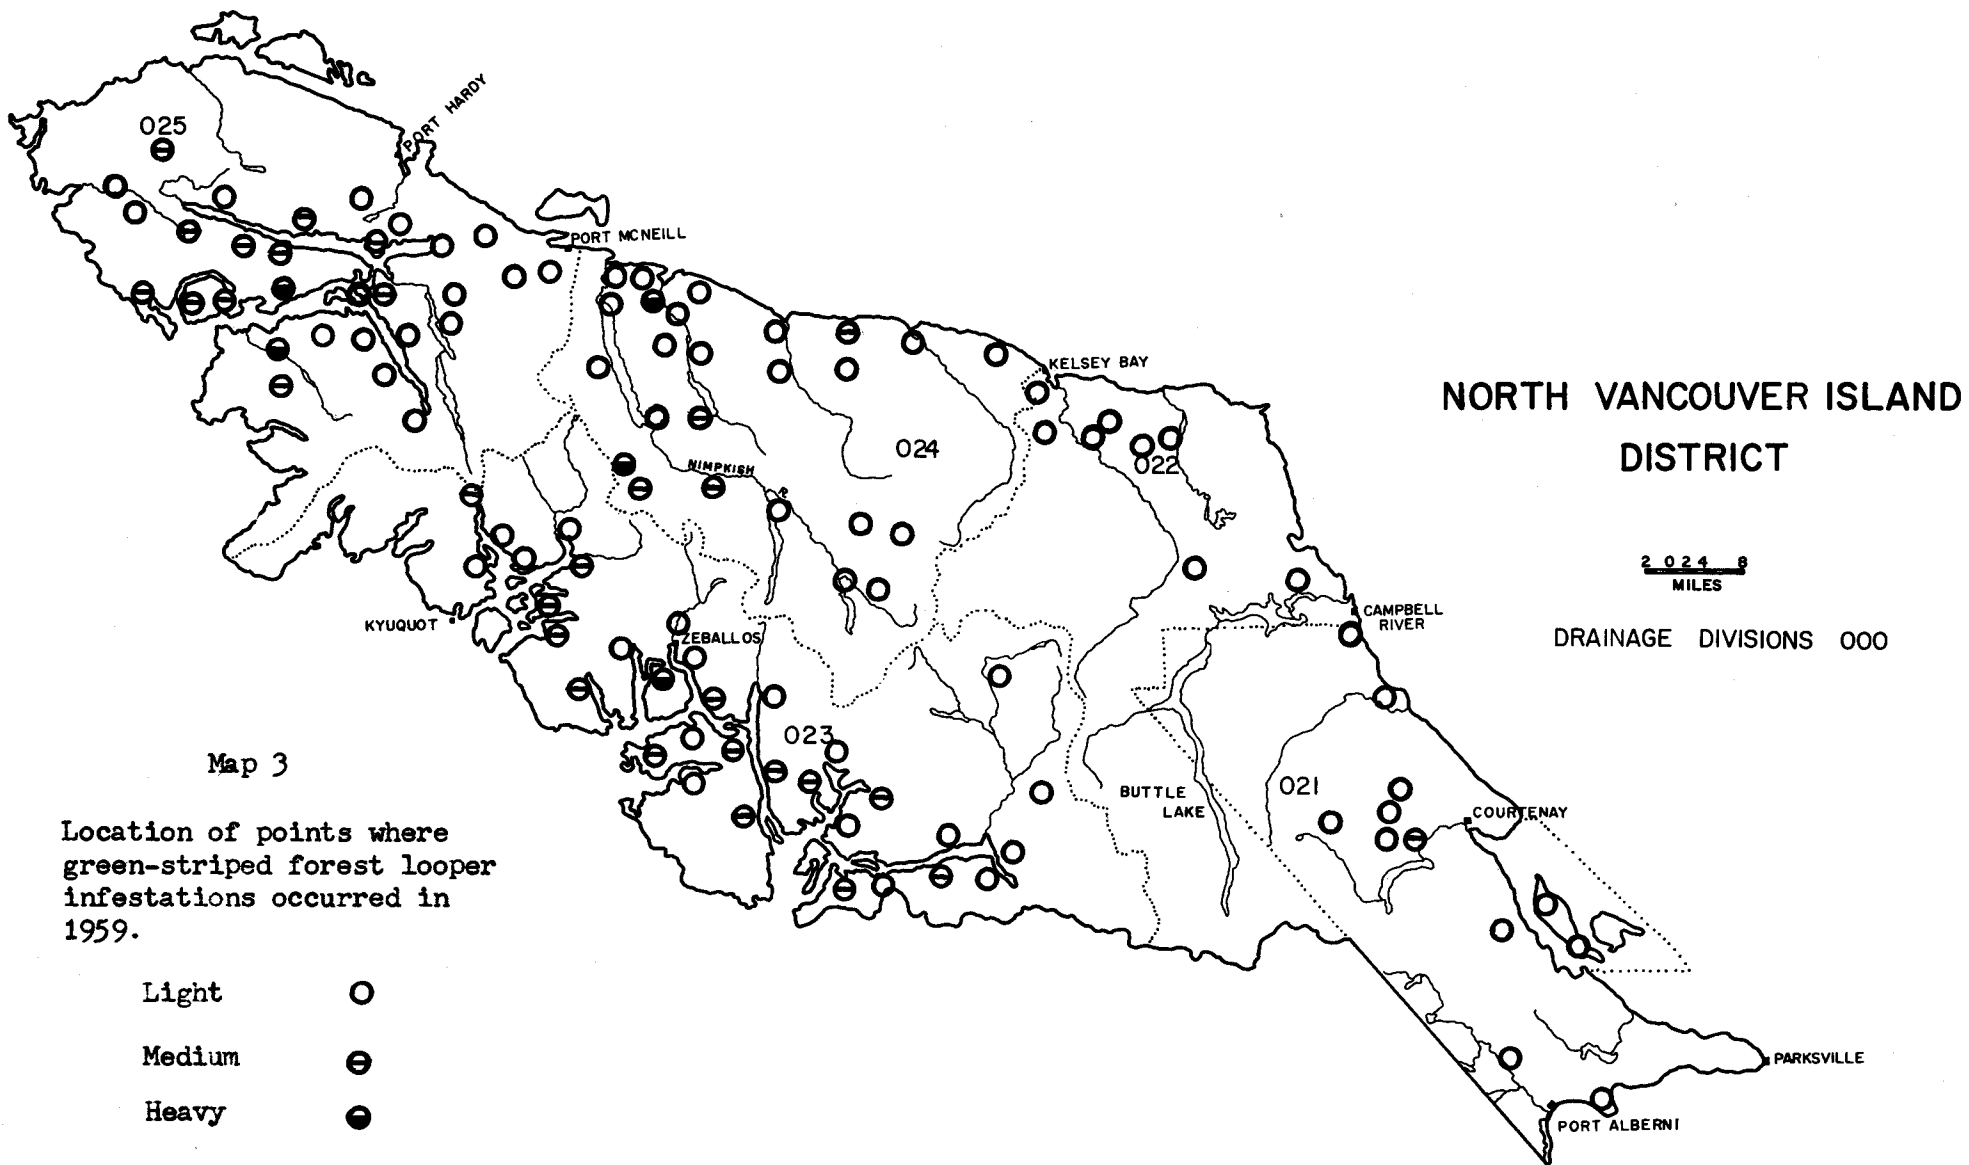 025
PORT HARDY
PORT MCNEILL
KELSEY BAY
024
022
NIMPKISH
R.
NORTH VANCOUVER ISLAND
DISTRICT
2 0 2 4 8
MILES
DRAINAGE DIVISIONS 000
CAMPBELL
RIVER
KYUQUOT
ZEBALLOS
023
BUTTLE
LAKE
021
COURTENAY
PARKSVILLE
PORT ALBERNI
Map 3
Location of points where
green-striped forest looper
infestations occurred in
1959.
Light
Medium
Heavy